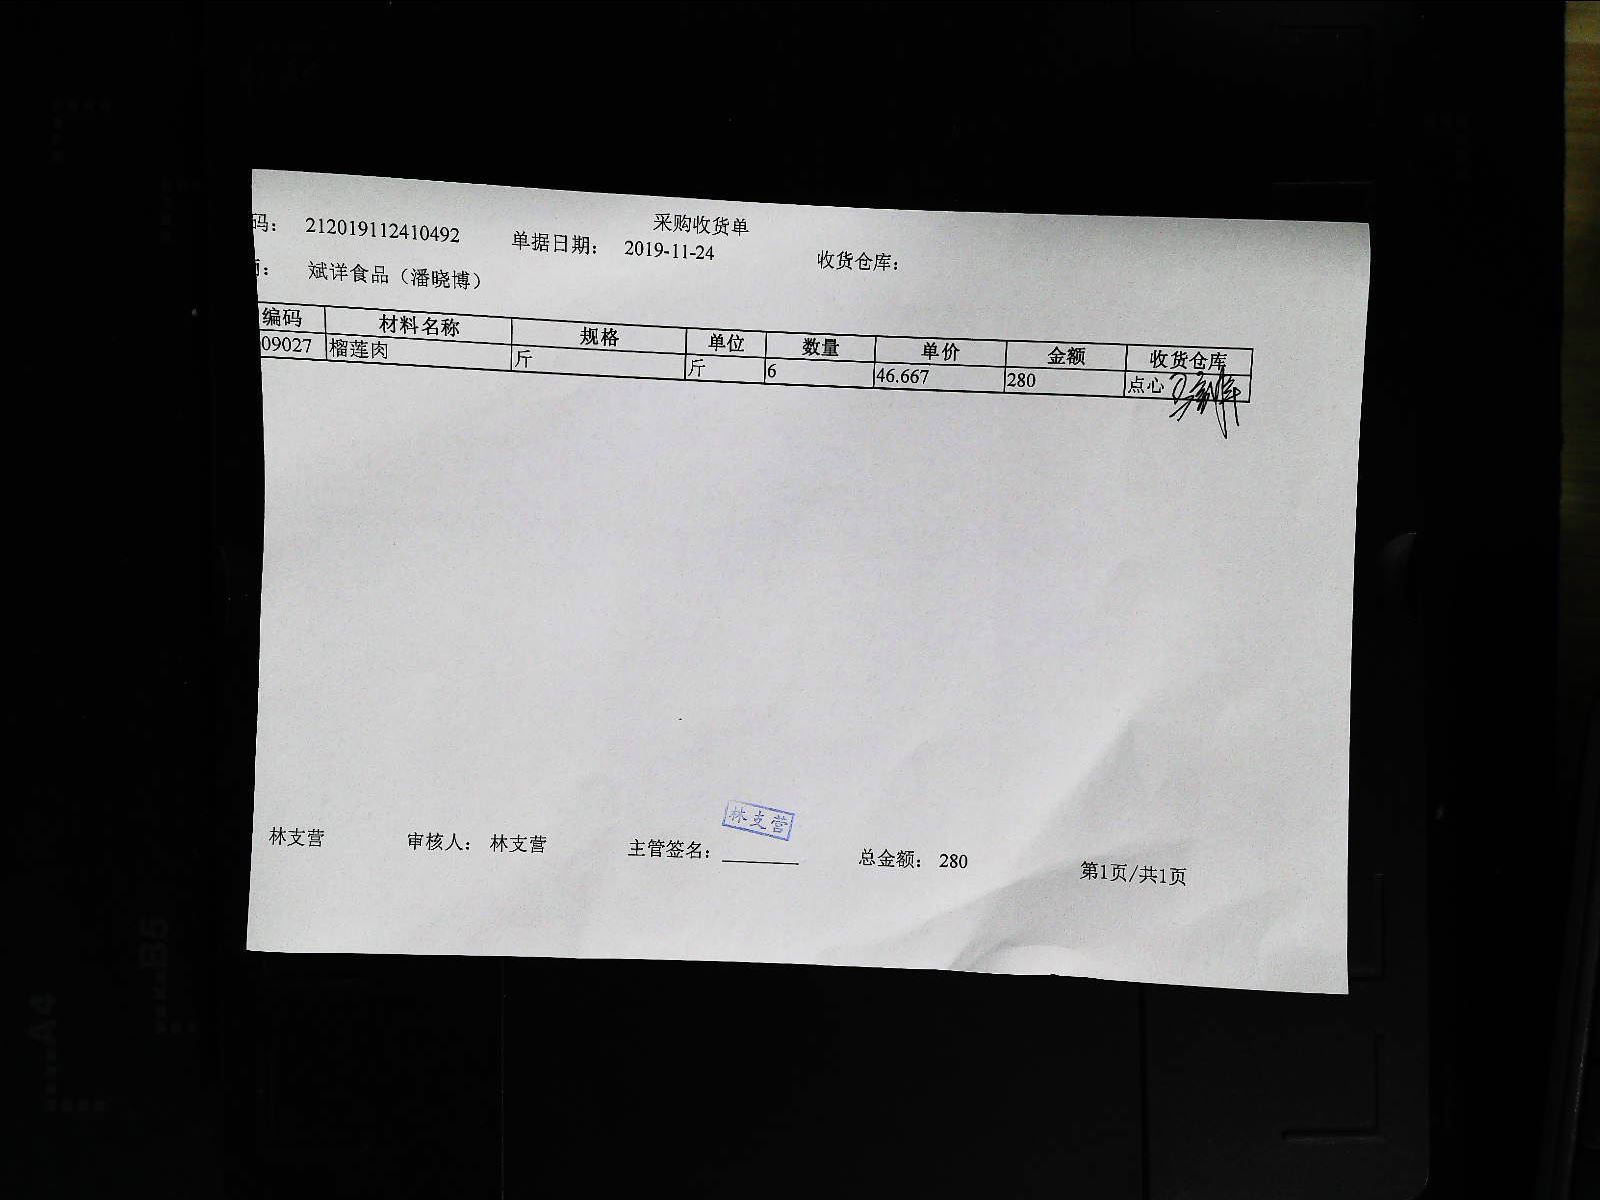 采购收货单
码： 212019112410492 单据日期： 2019-11-24 收货仓库：
斌洋食品（潘晓博）
编码 材料名称 规格 单位 数量 单价 金额 收货仓库
09027 榴莲肉 斤 斤 6 46.667 280 点心
林支营
林支营 审核人： 林支营 主管签名： 总金额： 280 第1页/共1页